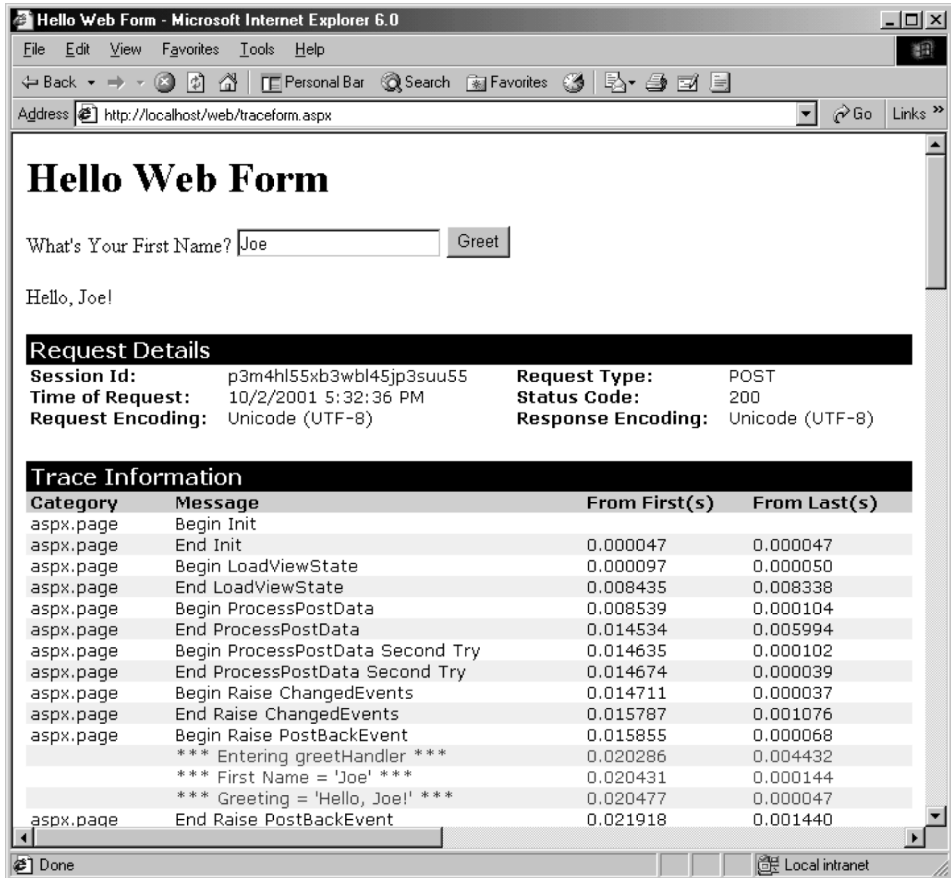 Hello Web Form - Microsoft Internet Explorer 6.0
File Edit View Favorites Tools Help
Back Personal Bar Search Favorites
Address http://localhost/web/traceform.aspx Go Links »
Hello Web Form
What's Your First Name? Joe Greet
Hello, Joe!
Request Details
Session Id: p3m4hl55xb3wbl45jp3suu55 Request Type: POST
Time of Request: 10/2/2001 5:32:36 PM Status Code: 200
Request Encoding: Unicode (UTF-8) Response Encoding: Unicode (UTF-8)
Trace Information
Category Message From First(s) From Last(s)
aspx.page Begin Init
aspx.page End Init 0.000047 0.000047
aspx.page Begin LoadViewState 0.000097 0.000050
aspx.page End LoadViewState 0.008435 0.008338
aspx.page Begin ProcessPostData 0.008539 0.000104
aspx.page End ProcessPostData 0.014534 0.005994
aspx.page Begin ProcessPostData Second Try 0.014635 0.000102
aspx.page End ProcessPostData Second Try 0.014674 0.000039
aspx.page Begin Raise ChangedEvents 0.014711 0.000037
aspx.page End Raise ChangedEvents 0.015787 0.001076
aspx.page Begin Raise PostBackEvent 0.015855 0.000068
*** Entering greetHandler *** 0.020286 0.004432
*** First Name = 'Joe' *** 0.020431 0.000144
*** Greeting = 'Hello, Joe!' *** 0.020477 0.000047
aspx.page End Raise PostBackEvent 0.021918 0.001440
Done Local intranet